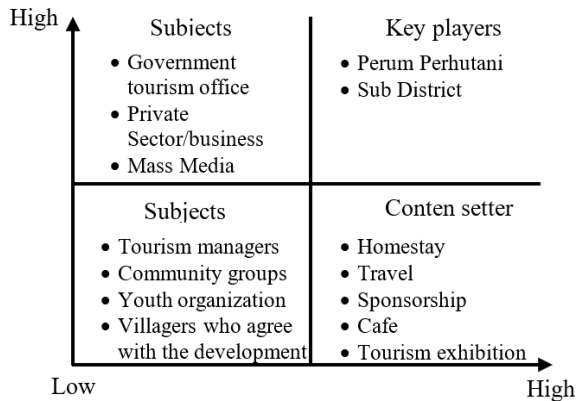 High
Subjects
• Government
tourism office
• Private
Sector/business
• Mass Media
Key players
• Perum Perhutani
• Sub District
Subjects
• Tourism managers
• Community groups
• Youth organization
• Villagers who agree
with the development
Conten setter
• Homestay
• Travel
• Sponsorship
• Cafe
• Tourism exhibition
Low
High